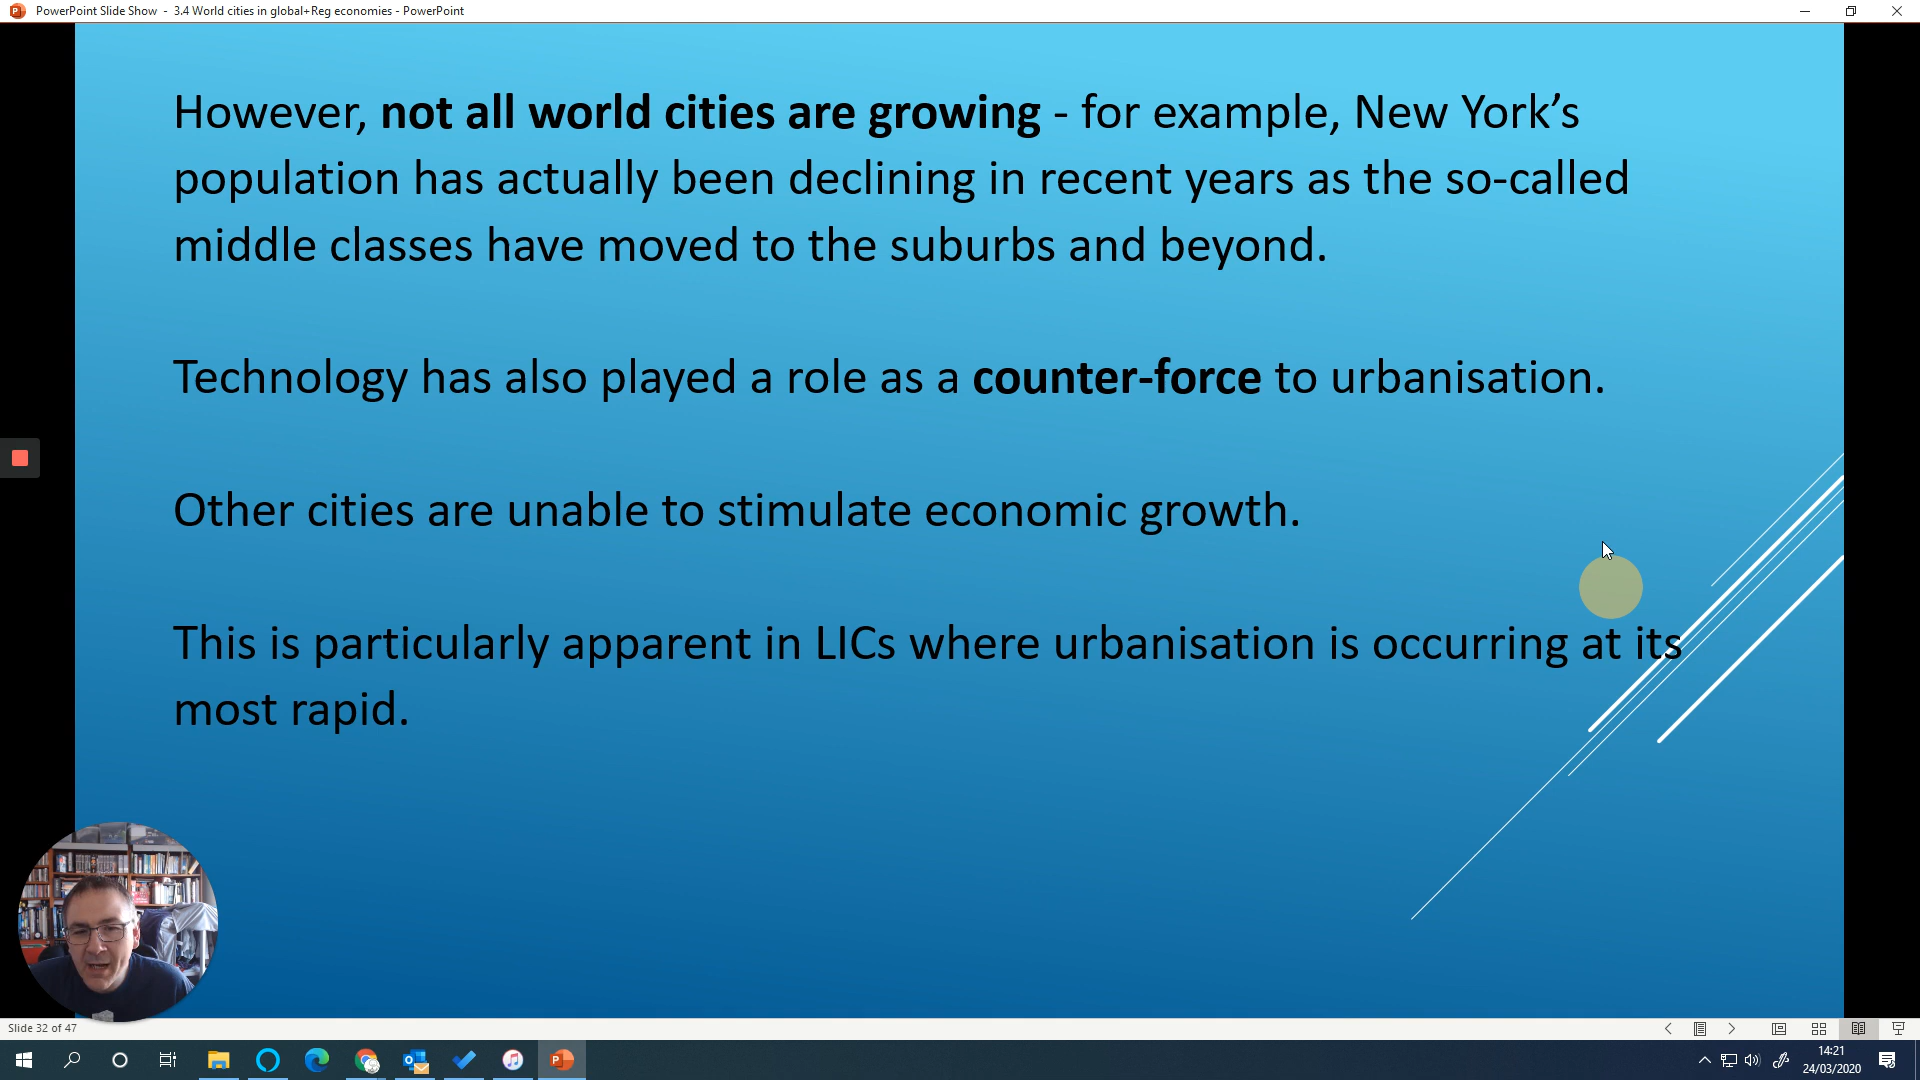 PowerPoint Slide Show - 3.4 World cities in global+Reg economies - PowerPoint
However, not all world cities are growing - for example, New York’s
population has actually been declining in recent years as the so-called
middle classes have moved to the suburbs and beyond.
Technology has also played a role as a counter-force to urbanisation.
Other cities are unable to stimulate economic growth.
This is particularly apparent in LICs where urbanisation is occurring at its
most rapid.
Slide 32 of 47
14:21
24/03/2020